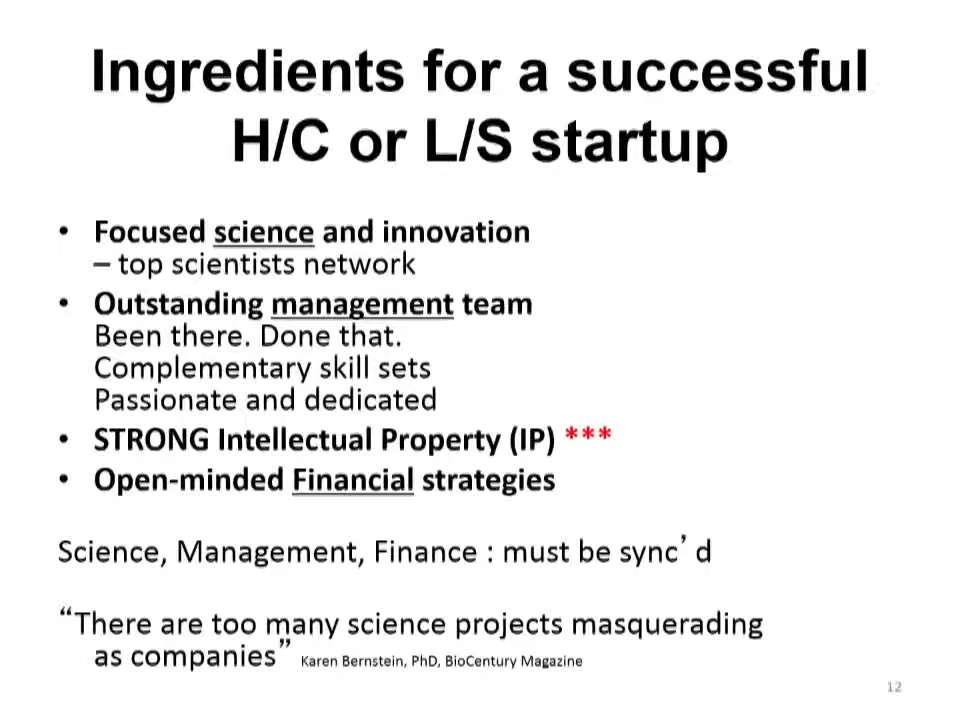 Ingredients for a successful
H/C or L/S startup
• Focused science and innovation
– top scientists network
• Outstanding management team
Been there. Done that.
Complementary skill sets
Passionate and dedicated
• STRONG Intellectual Property (IP) ***
• Open-minded Financial strategies
Science, Management, Finance : must be sync’ d
“There are too many science projects masquerading
as companies” Karen Bernstein, PhD, BioCentury Magazine
12